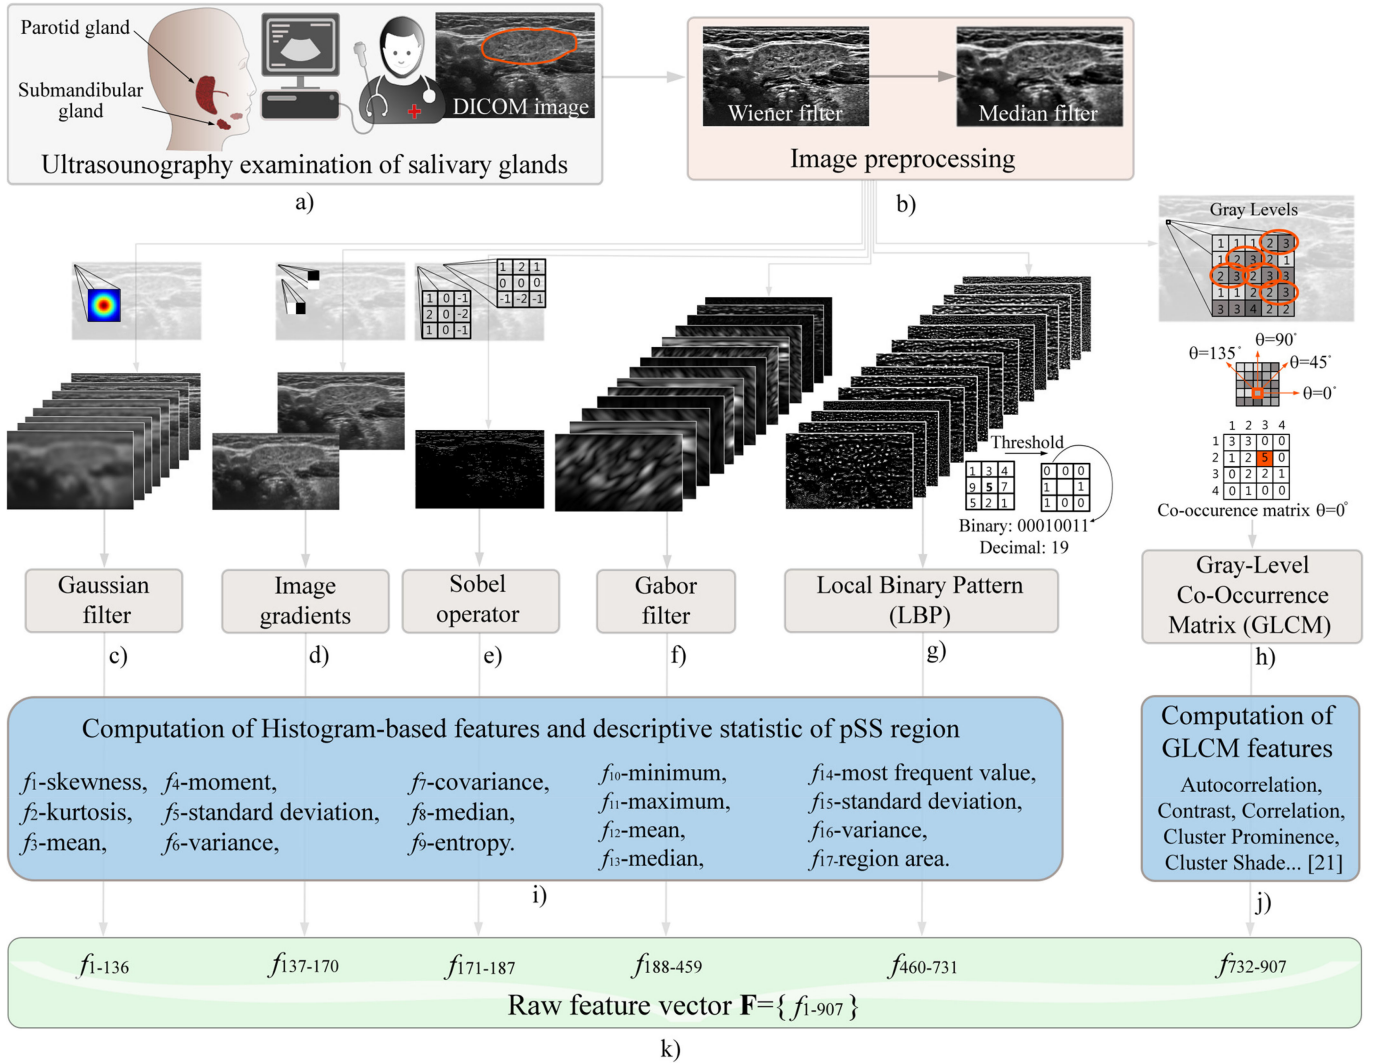 Parotid gland
Submandibular
gland
DICOM image
Ultrasounography examination of salivary glands
a)
Wiener filter
Median filter
Image preprocessing
b)
Gray Levels
1 1 1 2 3
1 2 3 2 1
2 3 2 3 3
1 1 2 2 3
3 3 4 2 2
1 2 1
0 0 0
-1 -2 -1
1 0 -1
2 0 -2
1 0 -1
θ=90°
θ=135°
θ=45°
θ=0°
1 2 3 4
1 3 3 0 0
2 1 2 5 0
3 0 2 2 1
4 0 1 0 0
Co-occurence matrix θ=0°
Threshold
1 3 4
9 5 7
5 2 1
0 0 0
1 1
1 0 0
Binary: 00010011
Decimal: 19
Gaussian
filter
c)
Image
gradients
d)
Sobel
operator
e)
Gabor
filter
f)
Local Binary Pattern
(LBP)
g)
Gray-Level
Co-Occurrence
Matrix (GLCM)
h)
Computation of Histogram-based features and descriptive statistic of pSS region
f1-skewness,
f2-kurtosis,
f3-mean,
f4-moment,
f5-standard deviation,
f6-variance,
f7-covariance,
f8-median,
f9-entropy.
f10-minimum,
f11-maximum,
f12-mean,
f13-median,
f14-most frequent value,
f15-standard deviation,
f16-variance,
f17-region area.
i)
Computation of
GLCM features
Autocorrelation,
Contrast, Correlation,
Cluster Prominence,
Cluster Shade... [21]
j)
f1-136
f137-170
f171-187
f188-459
f460-731
f732-907
Raw feature vector F={ f1-907 }
k)